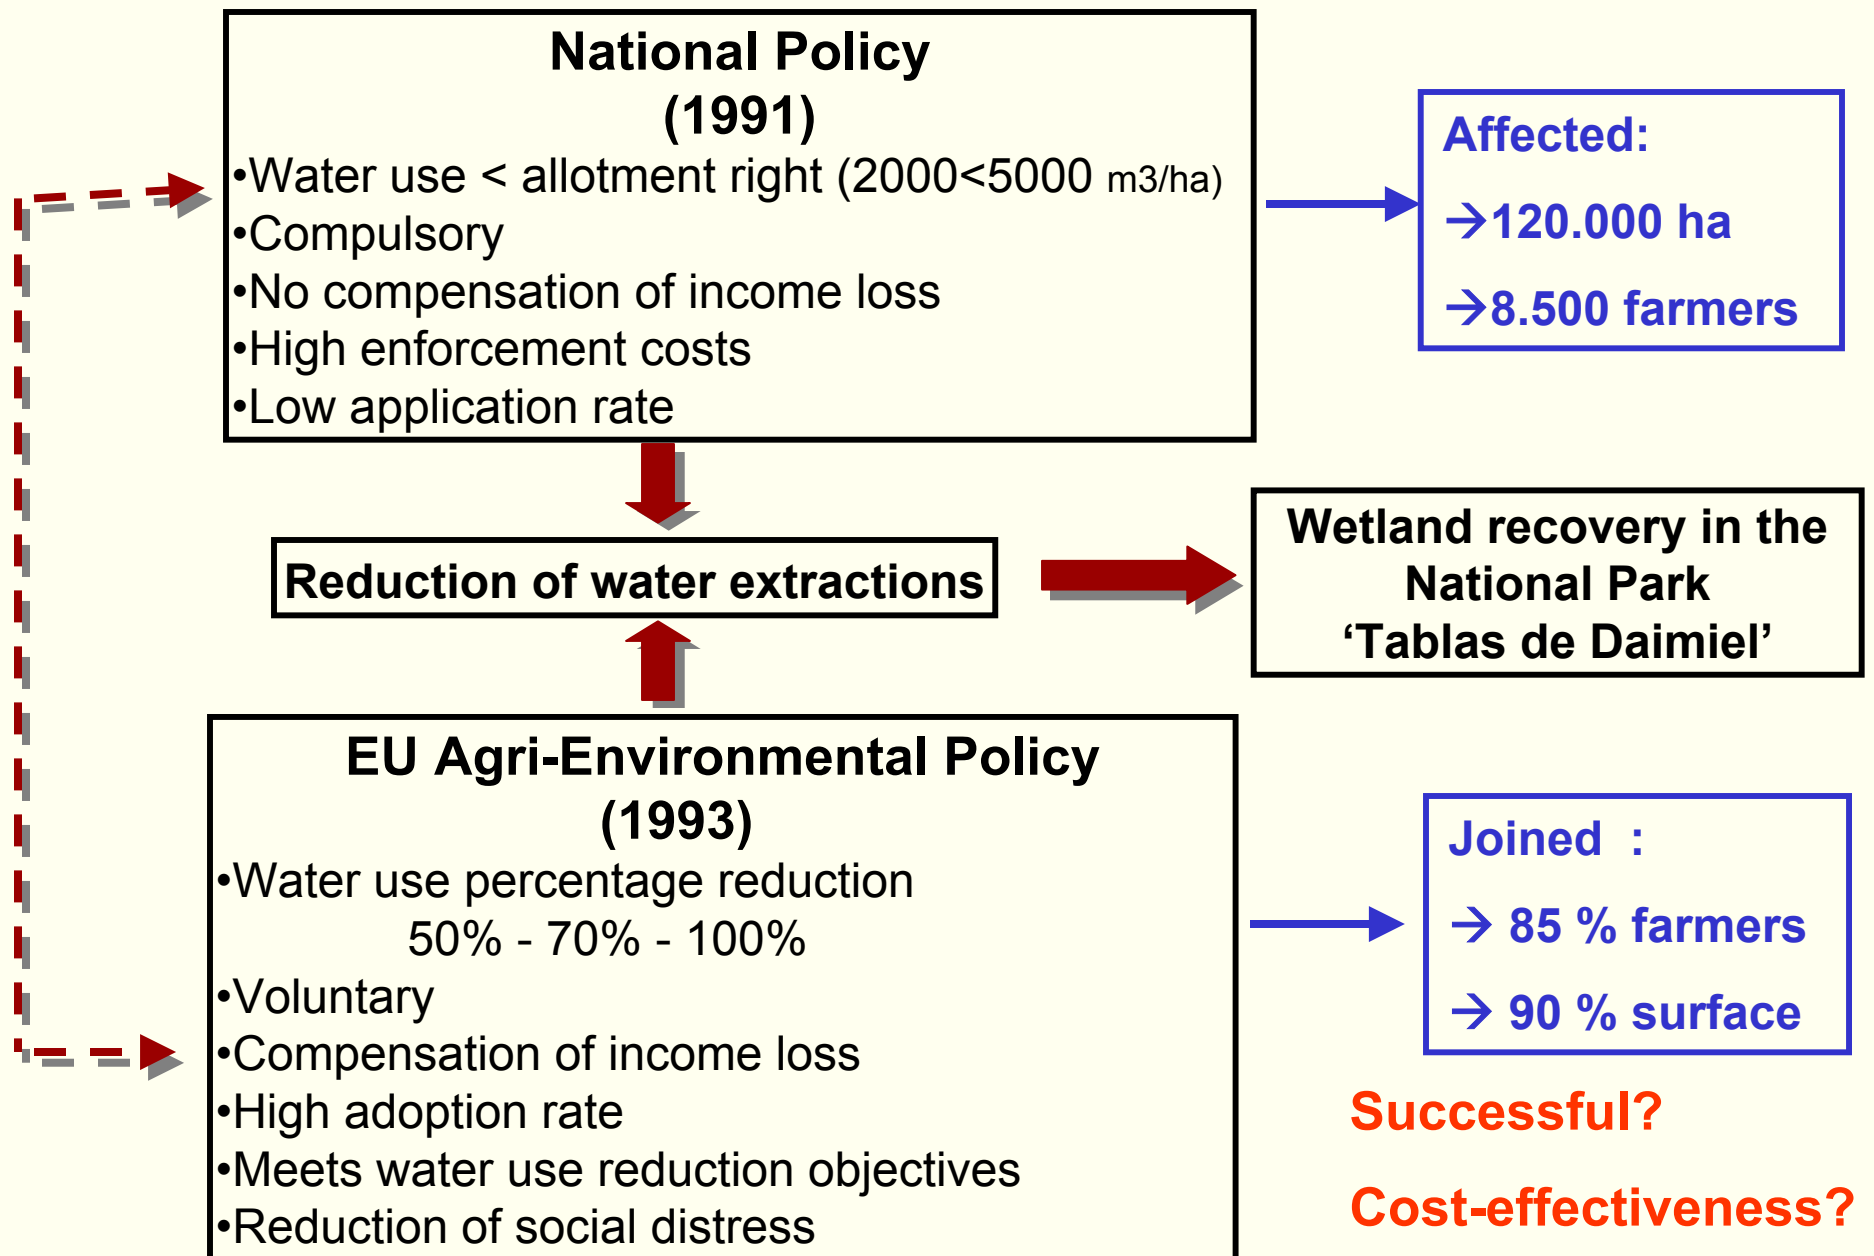 National Policy
(1991)
•Water use < allotment right (2000<5000 m3/ha)
•Compulsory
•No compensation of income loss
•High enforcement costs
•Low application rate
Affected:
→120.000 ha
→8.500 farmers
Reduction of water extractions
Wetland recovery in the
National Park
‘Tablas de Daimiel’
EU Agri-Environmental Policy
(1993)
•Water use percentage reduction
50% - 70% - 100%
•Voluntary
•Compensation of income loss
•High adoption rate
•Meets water use reduction objectives
•Reduction of social distress
Joined :
→ 85 % farmers
→ 90 % surface
Successful?
Cost-effectiveness?